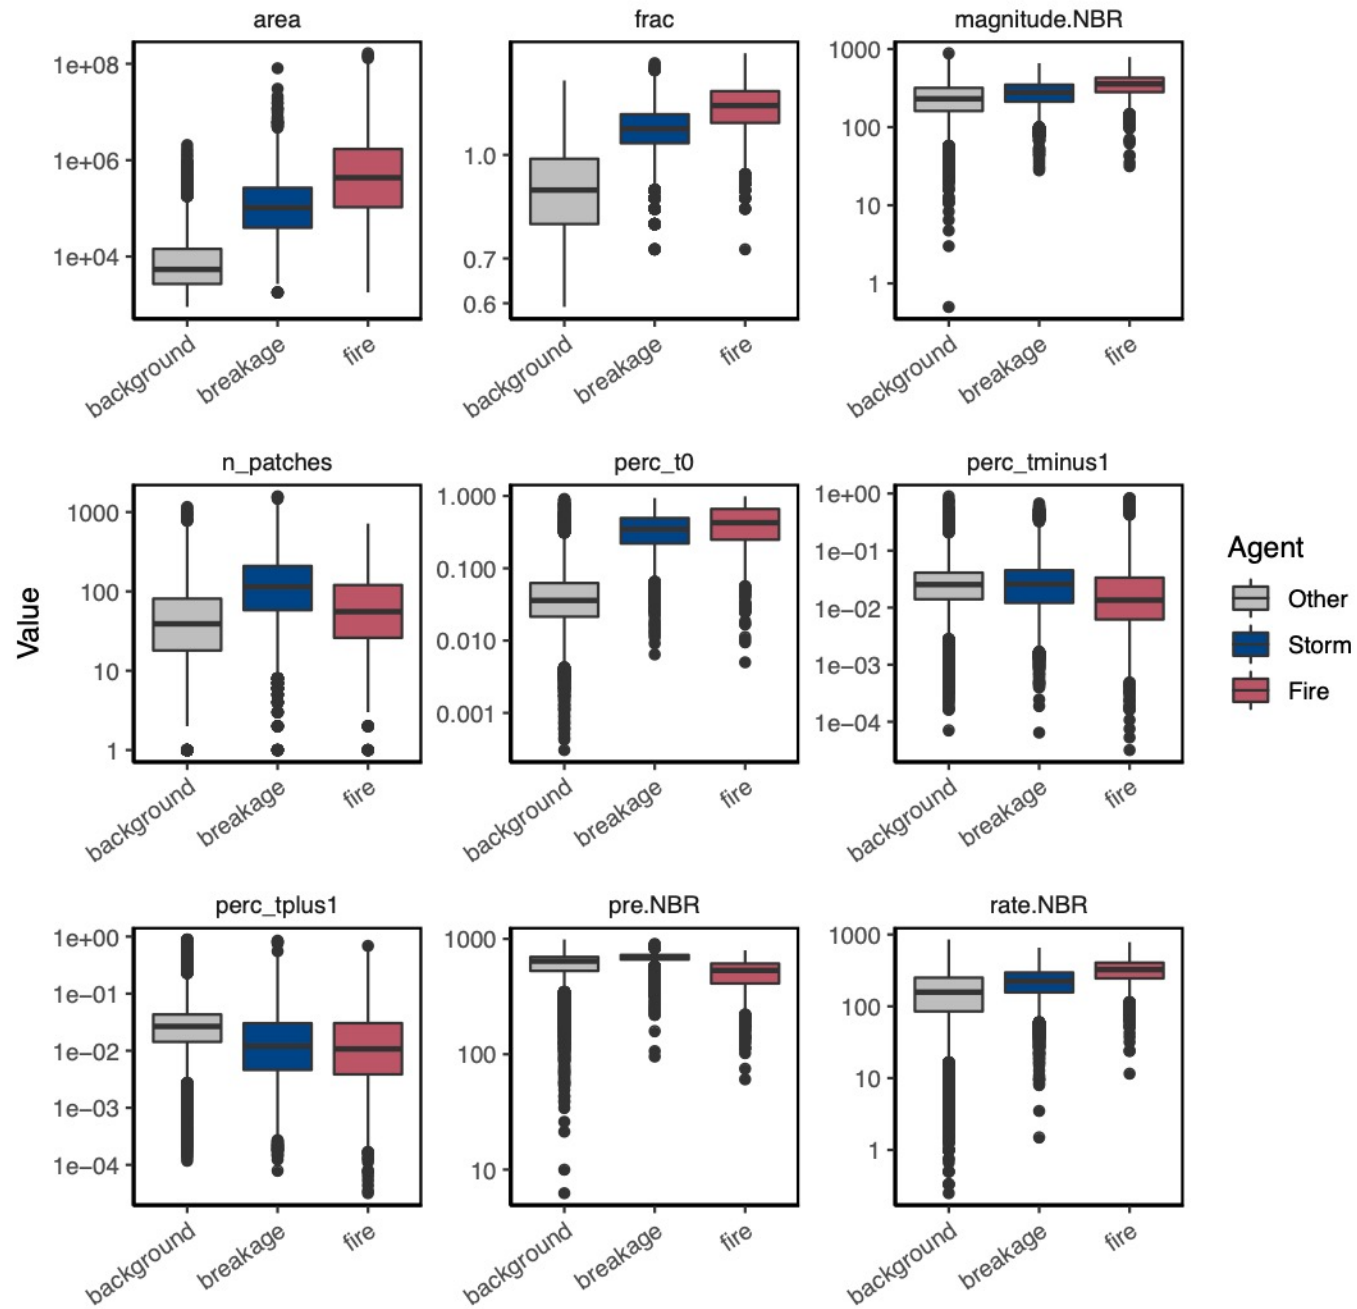 area frac magnitude.NBR
1e+08
1e+06
1e+04
1.0
0.7
0.6
1000
100
10
1
background breakage fire background breakage fire background breakage fire
n_patches perc_t0 perc_tminus1
1000
100
10
1
1.000
0.100
0.010
0.001
1e+00
1e−01
1e−02
1e−03
1e−04
background breakage fire background breakage fire background breakage fire
perc_tplus1 pre.NBR rate.NBR
1e+00
1e−01
1e−02
1e−03
1e−04
1000
100
10
1000
100
10
1
background breakage fire background breakage fire background breakage fire
Value
Agent
Other
Storm
Fire